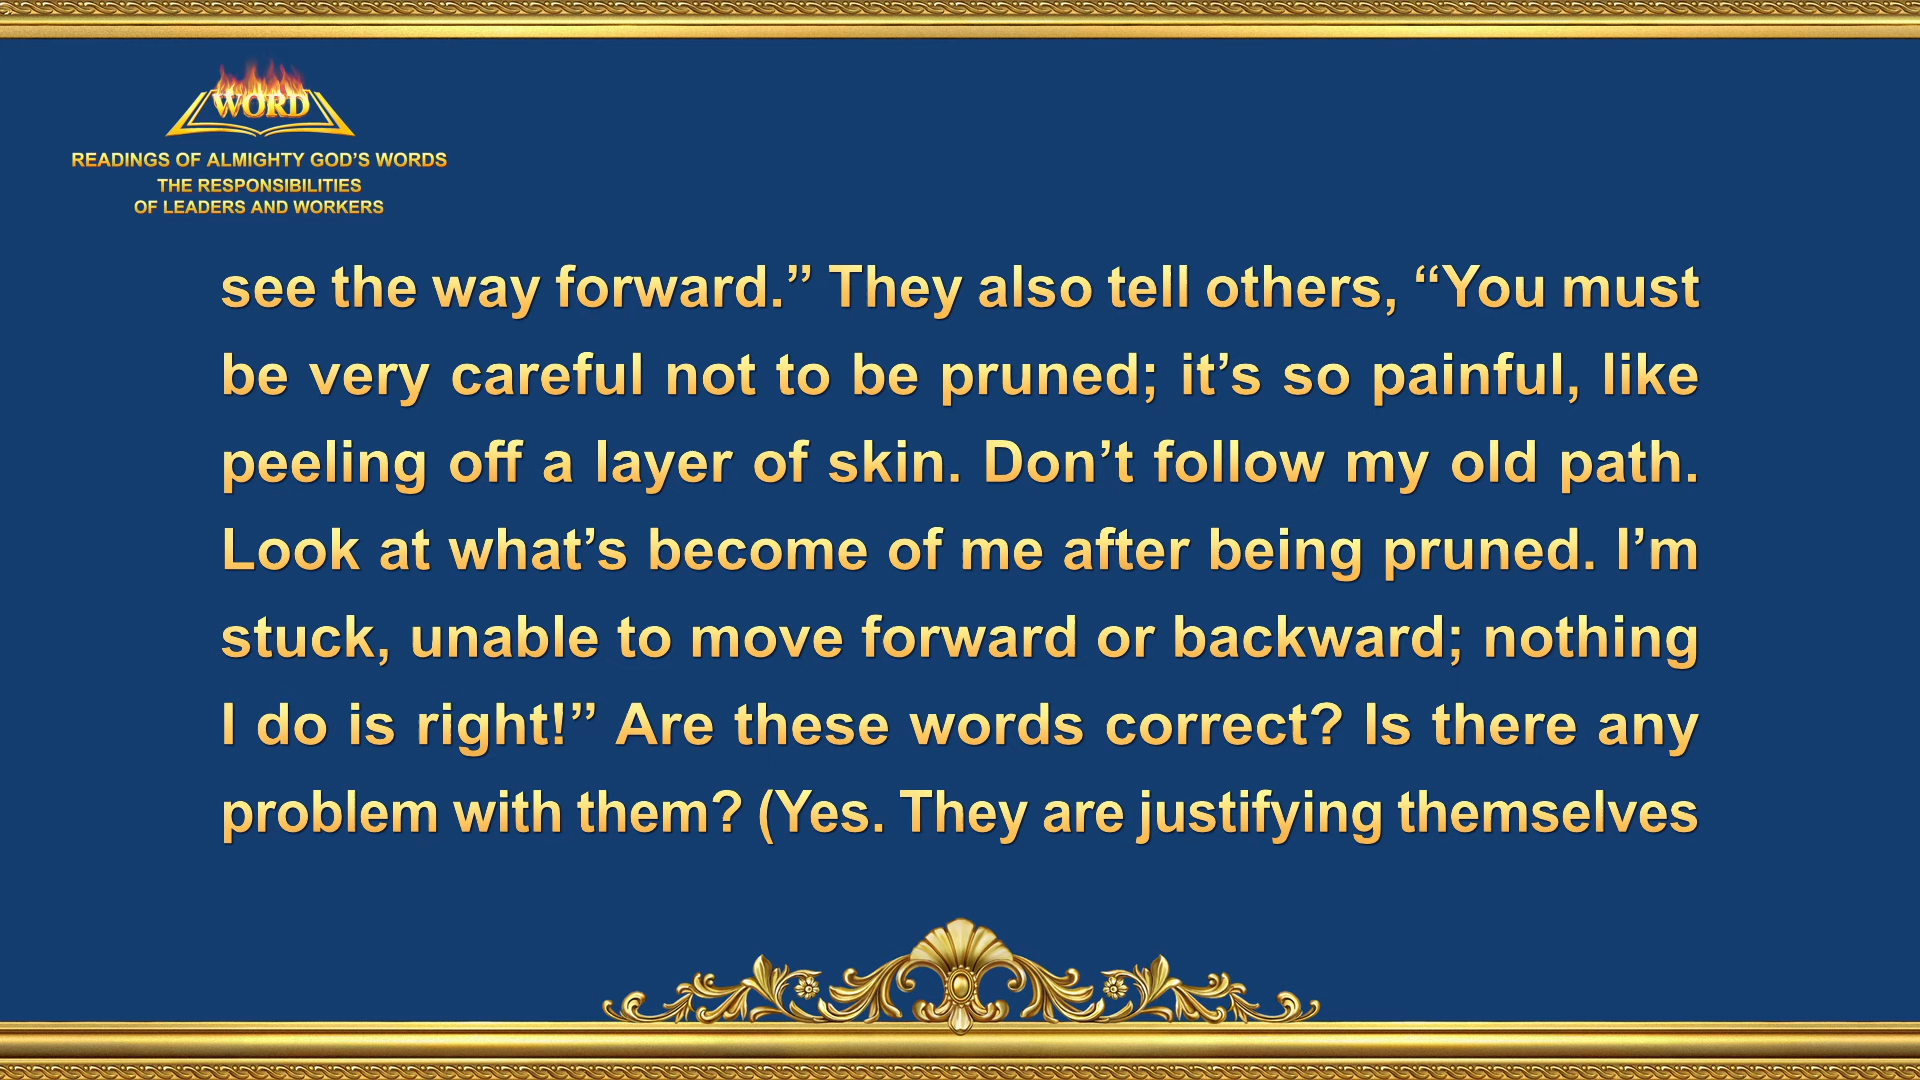 WORD
READINGS OF ALMIGHTY GOD’S WORDS
THE RESPONSIBILITIES
OF LEADERS AND WORKERS
see the way forward.” They also tell others, “You must
be very careful not to be pruned; it’s so painful, like
peeling off a layer of skin. Don’t follow my old path.
Look at what’s become of me after being pruned. I’m
stuck, unable to move forward or backward; nothing
I do is right!” Are these words correct? Is there any
problem with them? (Yes. They are justifying themselves